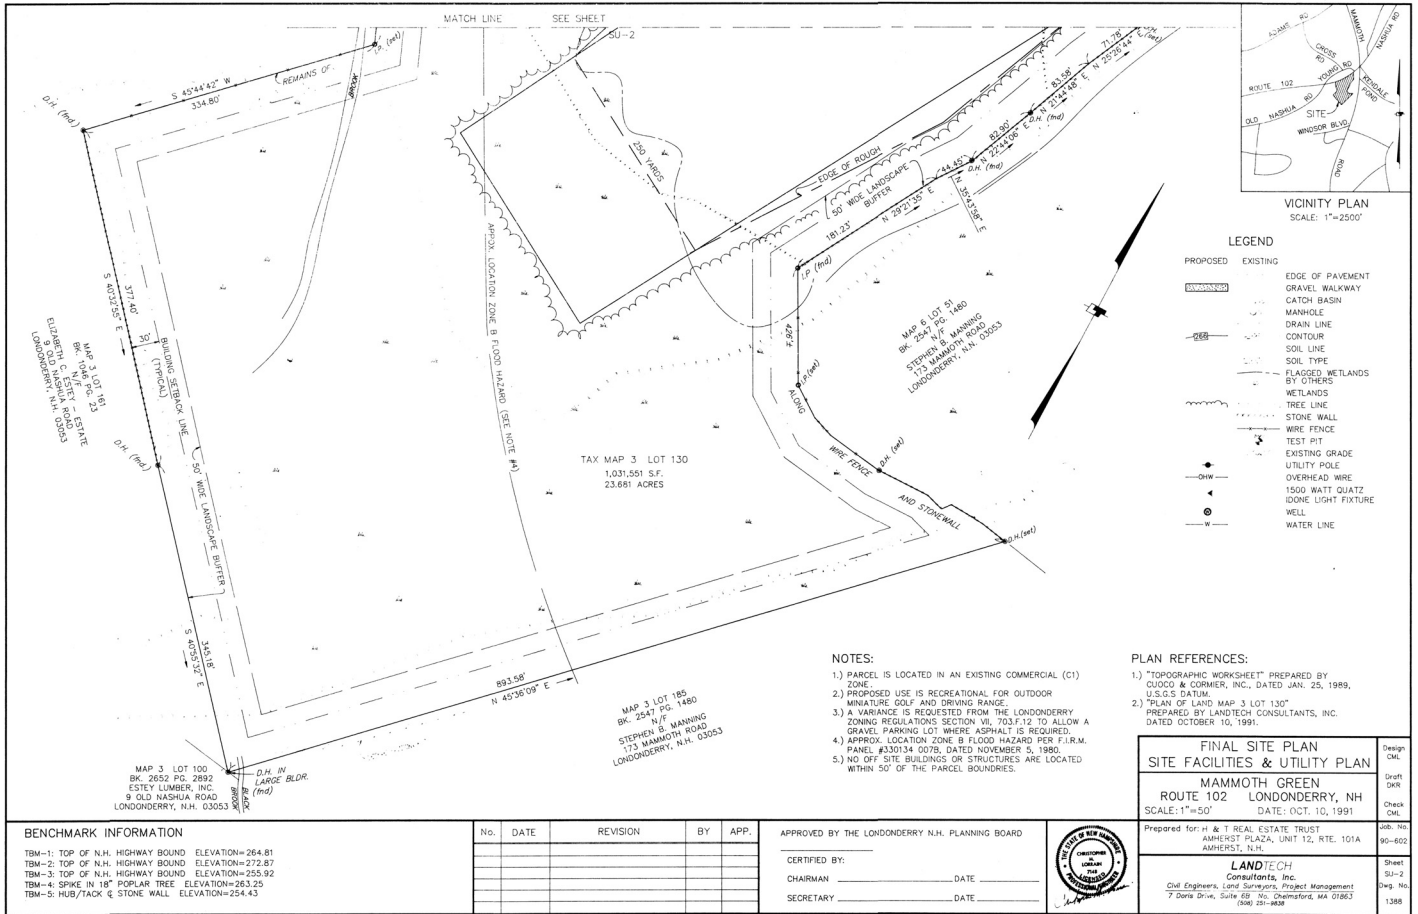 MATCH LINE SEE SHEET
SU-2
I.P. (set)
REMAINS OF
BROOK
S 45°44'42" W
334.80'
D.H. (fnd)
250 YARDS
EDGE OF ROUGH
50' WIDE LANDSCAPE
BUFFER
181.23'
N 29°21'35" E
44.45'
N 35°43'58" E
D.H. (fnd)
82.90'
N 22°44'06" E
D.H. (fnd)
83.58'
N 21°44'48" E
71.78'
N 25°26'44" E
(set)
I.P (fnd)
426'±
I.P.(set)
ALONG
WIRE FENCE
D.H. (set)
AND STONEWALL
D.H.(set)
S 40°32'55" E
377.40'
30'
BUILDING SETBACK LINE
(TYPICAL)
50' WIDE LANDSCAPE BUFFER
D.H. (fnd)
MAP 3 LOT 161
BK. 1046 PG. 23
N/F
ELIZABETH C. ESTEY - ESTATE
9 OLD NASHUA ROAD
LONDONDERRY, N.H. 03053
APPOX. LOCATION ZONE B FLOOD HAZARD (SEE NOTE #4)
MAP 6 LOT 51
BK. 2547 PG. 1480
N/F
STEPHEN B. MANNING
173 MAMMOTH ROAD
LONDONDERRY, N.N. 03053
TAX MAP 3 LOT 130
1,031,551 S.F.
23.681 ACRES
S 40°55'32" E
345.18'
893.58'
N 45°36'09" E
MAP 3 LOT 185
BK. 2547 PG. 1480
N/F
STEPHEN B. MANNING
173 MAMMOTH ROAD
LONDONDERRY, N.H. 03053
MAP 3 LOT 100
BK. 2652 PG. 2892
ESTEY LUMBER, INC.
9 OLD NASHUA ROAD
LONDONDERRY, N.H. 03053
D.H. IN
LARGE BLDR.
(fnd)
BLACK
BROOK
ADAMS RD
MAMMOTH
NASHUA RD
CROSS
RD
YOUNG RD
ROUTE 102
KENDALE
POND
OLD NASHUA RD
SITE
WINDSOR BLVD.
ROAD
VICINITY PLAN
SCALE: 1"=2500'
LEGEND
PROPOSED EXISTING
EDGE OF PAVEMENT
GRAVEL WALKWAY
CATCH BASIN
MANHOLE
DRAIN LINE
266 CONTOUR
SOIL LINE
SOIL TYPE
FLAGGED WETLANDS
BY OTHERS
WETLANDS
TREE LINE
STONE WALL
WIRE FENCE
TEST PIT
EXISTING GRADE
UTILITY POLE
OHW OVERHEAD WIRE
1500 WATT QUATZ
IDONE LIGHT FIXTURE
WELL
W WATER LINE
NOTES:
1.) PARCEL IS LOCATED IN AN EXISTING COMMERCIAL (C1)
ZONE.
2.) PROPOSED USE IS RECREATIONAL FOR OUTDOOR
MINIATURE GOLF AND DRIVING RANGE.
3.) A VARIANCE IS REQUESTED FROM THE LONDONDERRY
ZONING REGULATIONS SECTION VII, 703.F.12 TO ALLOW A
GRAVEL PARKING LOT WHERE ASPHALT IS REQUIRED.
4.) APPROX. LOCATION ZONE B FLOOD HAZARD PER F.I.R.M.
PANEL #330134 007B, DATED NOVEMBER 5, 1980.
5.) NO OFF SITE BUILDINGS OR STRUCTURES ARE LOCATED
WITHIN 50' OF THE PARCEL BOUNDRIES.
PLAN REFERENCES:
1.) "TOPOGRAPHIC WORKSHEET" PREPARED BY
CUOCO & CORMIER, INC., DATED JAN. 25, 1989,
U.S.G.S DATUM.
2.) "PLAN OF LAND MAP 3 LOT 130"
PREPARED BY LANDTECH CONSULTANTS, INC.
DATED OCTOBER 10, 1991.
FINAL SITE PLAN
SITE FACILITIES & UTILITY PLAN
MAMMOTH GREEN
ROUTE 102 LONDONDERRY, NH
SCALE: 1"=50' DATE: OCT. 10, 1991
Prepared for: H & T REAL ESTATE TRUST
AMHERST PLAZA, UNIT 12, RTE. 101A
AMHERST, N.H.
LANDTECH
Consultants, Inc.
Civil Engineers, Land Surveyors, Project Management
7 Doris Drive, Suite 6B No. Chelmsford, MA 01863
(508) 251-9838
Design
CML
Draft
DKR
Check
CML
Job. No.
90-602
Sheet
SU-2
Dwg. No.
1388
BENCHMARK INFORMATION
TBM-1: TOP OF N.H. HIGHWAY BOUND ELEVATION=264.81
TBM-2: TOP OF N.H. HIGHWAY BOUND ELEVATION=272.87
TBM-3: TOP OF N.H. HIGHWAY BOUND ELEVATION=255.92
TBM-4: SPIKE IN 18" POPLAR TREE ELEVATION=263.25
TBM-5: HUB/TACK ℄ STONE WALL ELEVATION=254.43
No. DATE REVISION BY APP.
APPROVED BY THE LONDONDERRY N.H. PLANNING BOARD
CERTIFIED BY:
CHAIRMAN DATE
SECRETARY DATE
THE STATE OF NEW HAMPSHIRE
CHRISTOPHER
M.
LORRAIN
7148
LICENSED
PROFESSIONAL ENGINEER